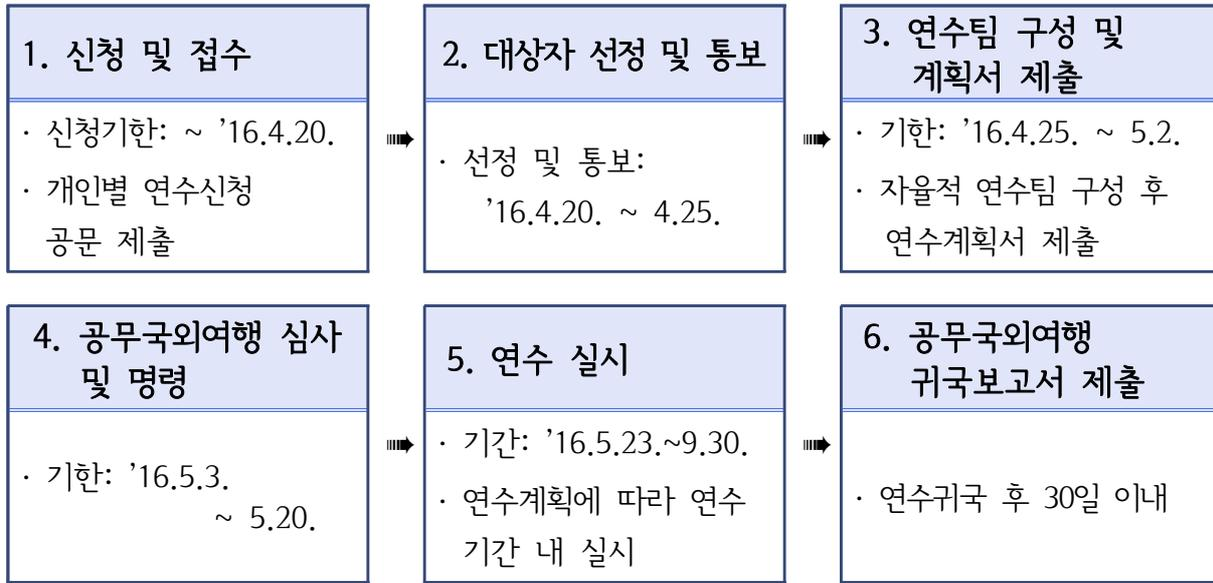 1. 신청 및 접수
· 신청기한: ~ ’16.4.20.
· 개인별 연수신청
공문 제출
2. 대상자 선정 및 통보
· 선정 및 통보:
’16.4.20. ~ 4.25.
3. 연수팀 구성 및
계획서 제출
· 기한: ’16.4.25. ~ 5.2.
· 자율적 연수팀 구성 후
연수계획서 제출
4. 공무국외여행 심사
및 명령
· 기한: ’16.5.3.
~ 5.20.
5. 연수 실시
· 기간: ’16.5.23.~9.30.
· 연수계획에 따라 연수
기간 내 실시
6. 공무국외여행
귀국보고서 제출
· 연수귀국 후 30일 이내